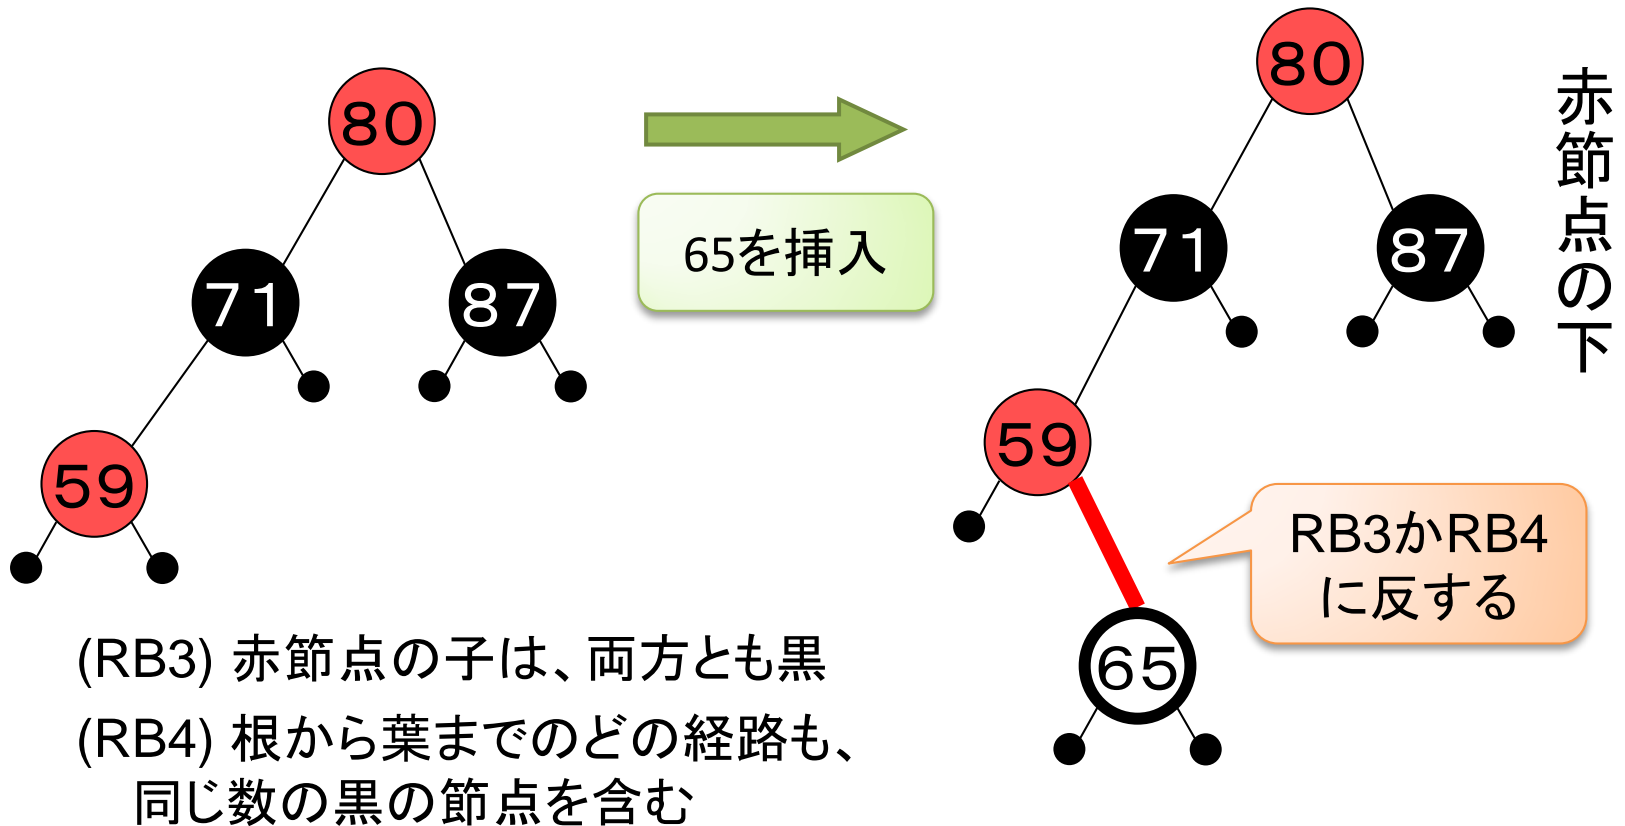 80
71
87
59
65を挿入
80
71
87
59
65
赤節点の下
RB3かRB4
に反する
(RB3) 赤節点の子は、両方とも黒
(RB4) 根から葉までのどの経路も、
同じ数の黒の節点を含む